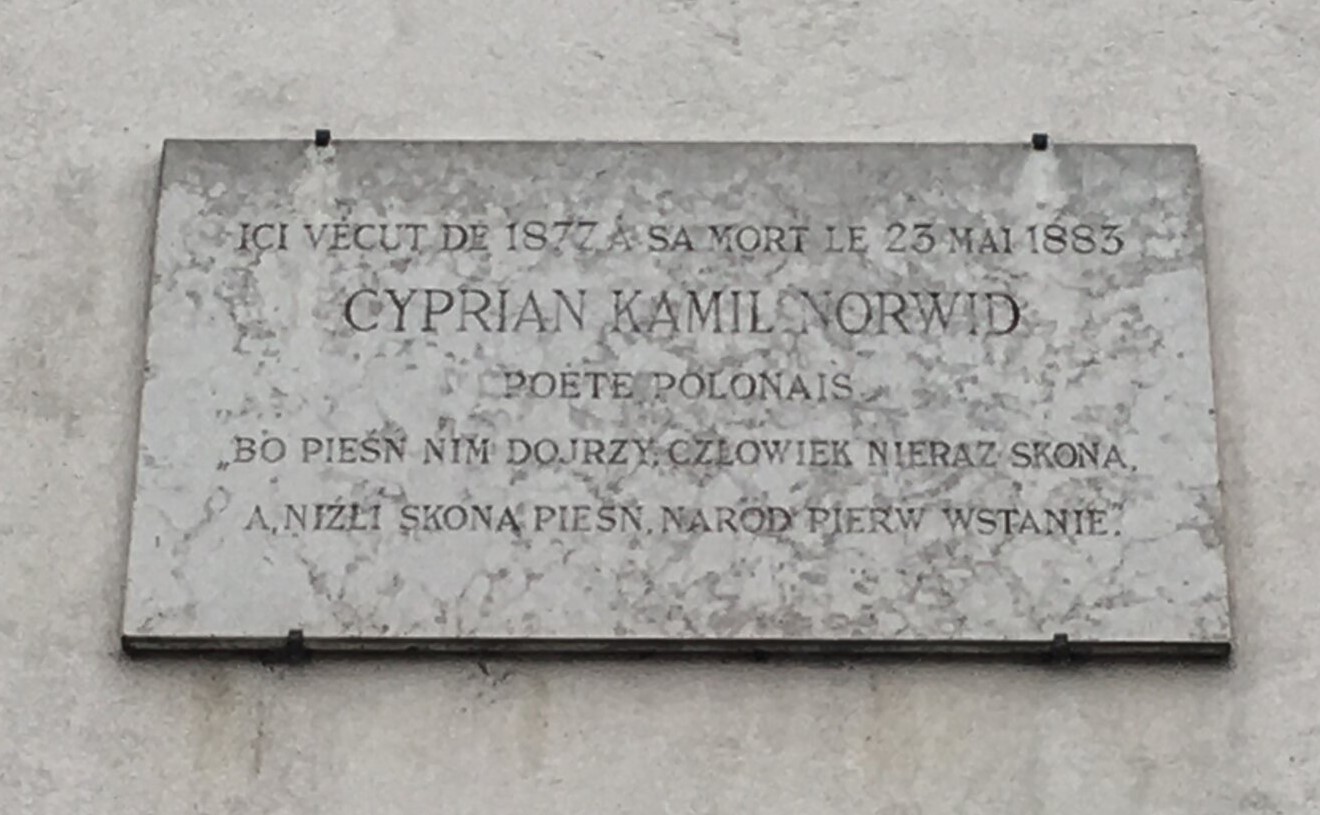 ICI VÉCUT DE 1877 A SA MORT LE 23 MAI 1883
CYPRIAN KAMIL NORWID
POÈTE POLONAIS
„BO PIEŚŃ NIM DOJRZY, CZŁOWIEK NIERAZ SKONA,
A, NIŹLI SKONA PIEŚŃ, NARÓD PIERW WSTANIE”.